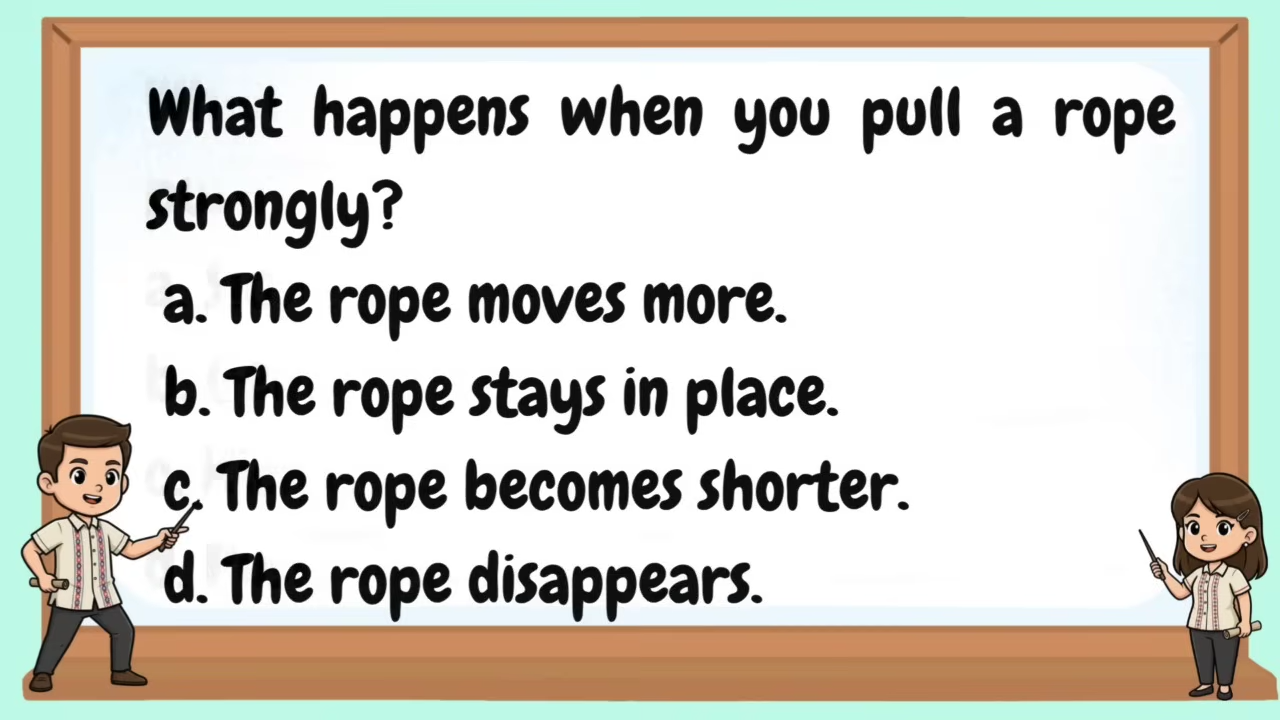 What happens when you pull a rope
strongly?
a. The rope moves more.
b. The rope stays in place.
c. The rope becomes shorter.
d. The rope disappears.